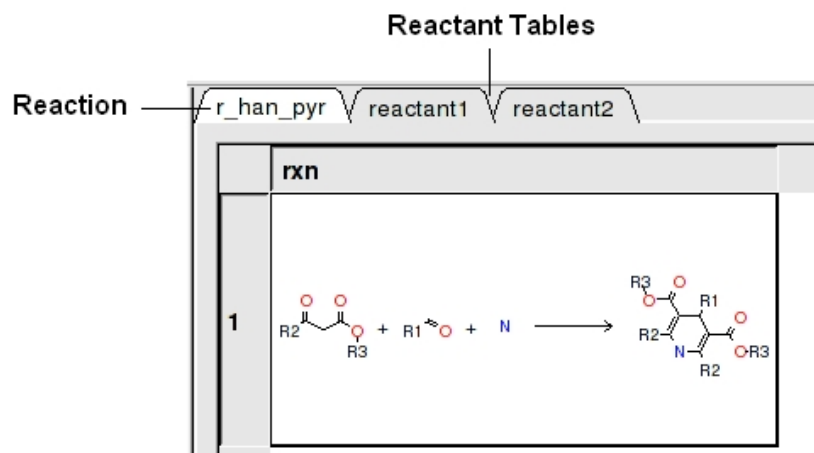 Reactant Tables
Reaction
r_han_pyr reactant1 reactant2
rxn
1
O O R2 O R3 + R1 O + N
R3 O O R1 O R2 N O R3 R2